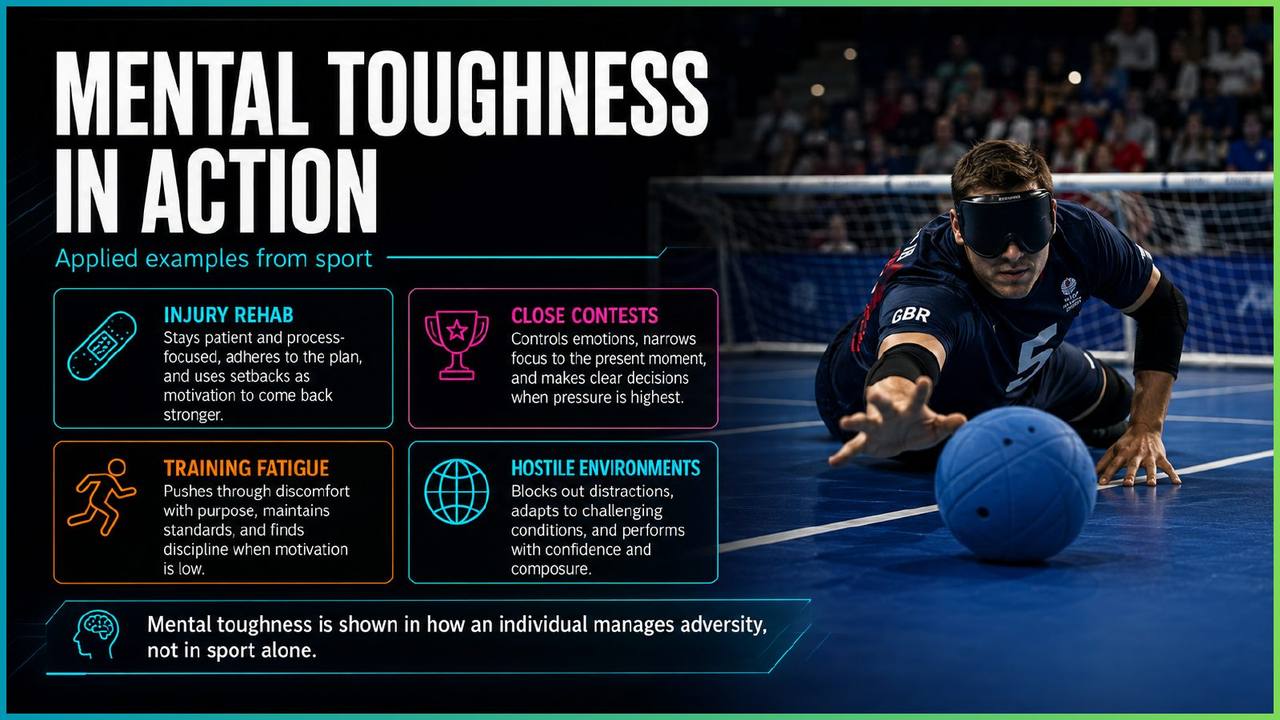 MENTAL TOUGHNESS
IN ACTION
Applied examples from sport
INJURY REHAB
Stays patient and process-
focused, adheres to the plan,
and uses setbacks as
motivation to come back
stronger.
CLOSE CONTESTS
Controls emotions, narrows
focus to the present moment,
and makes clear decisions
when pressure is highest.
TRAINING FATIGUE
Pushes through discomfort
with purpose, maintains
standards, and finds
discipline when motivation
is low.
HOSTILE ENVIRONMENTS
Blocks out distractions,
adapts to challenging
conditions, and performs
with confidence and
composure.
Mental toughness is shown in how an individual manages adversity,
not in sport alone.
GBR
5